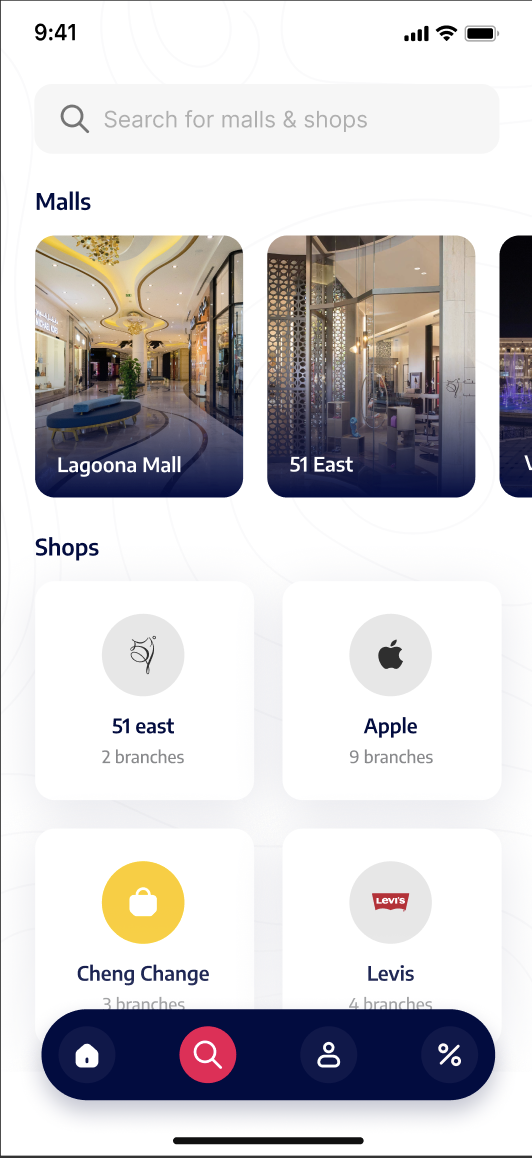 9:41
Search for malls & shops
Malls
Lagoona Mall
51 East
Shops
51 east
2 branches
Apple
9 branches
Cheng Change
3 branches
LEVI'S
Levis
4 branches